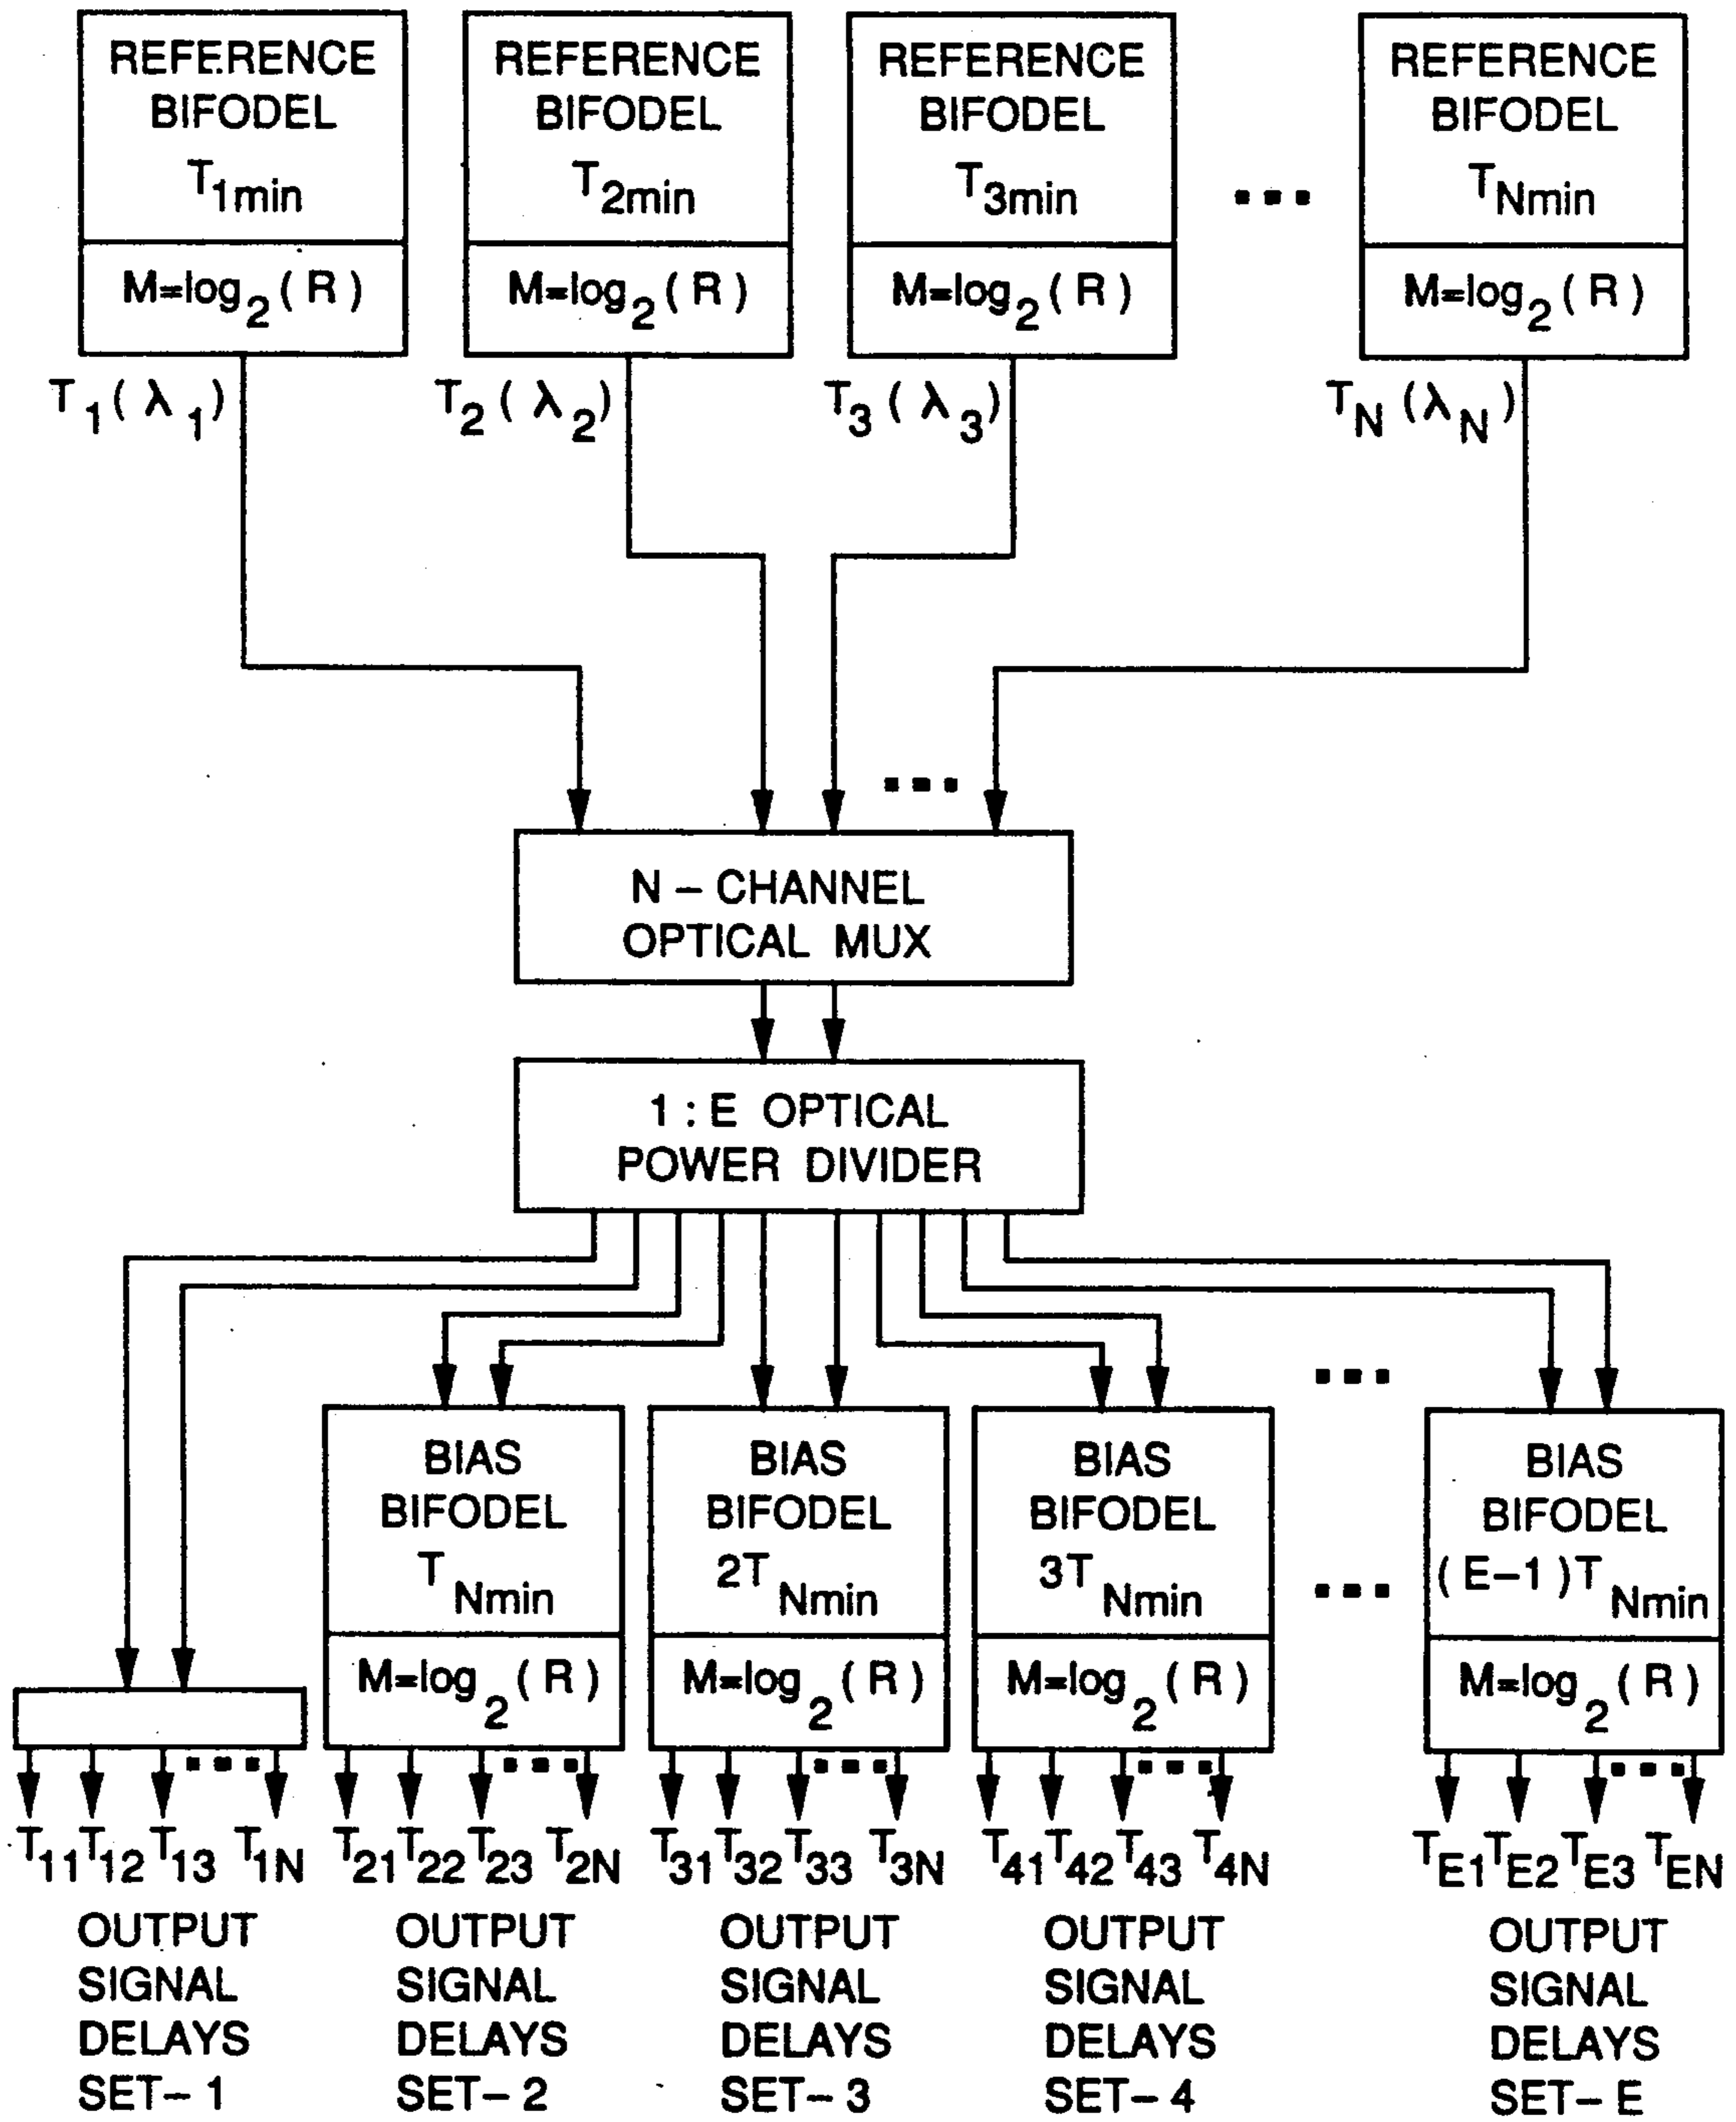 REFERENCE
BIFODEL
T1min
M=log2(R)
T1(λ1)
REFERENCE
BIFODEL
T2min
M=log2(R)
T2(λ2)
REFERENCE
BIFODEL
T3min
M=log2(R)
T3(λ3)
...
REFERENCE
BIFODEL
TNmin
M=log2(R)
TN(λN)
...
N-CHANNEL
OPTICAL MUX
1:E OPTICAL
POWER DIVIDER
...
BIAS
BIFODEL
TNmin
M=log2(R)
BIAS
BIFODEL
2TNmin
M=log2(R)
BIAS
BIFODEL
3TNmin
M=log2(R)
...
BIAS
BIFODEL
(E-1)TNmin
M=log2(R)
T11 T12 T13 ... T1N
OUTPUT
SIGNAL
DELAYS
SET-1
T21 T22 T23 ... T2N
OUTPUT
SIGNAL
DELAYS
SET-2
T31 T32 T33 ... T3N
OUTPUT
SIGNAL
DELAYS
SET-3
T41 T42 T43 ... T4N
OUTPUT
SIGNAL
DELAYS
SET-4
TE1 TE2 TE3 ... TEN
OUTPUT
SIGNAL
DELAYS
SET-E